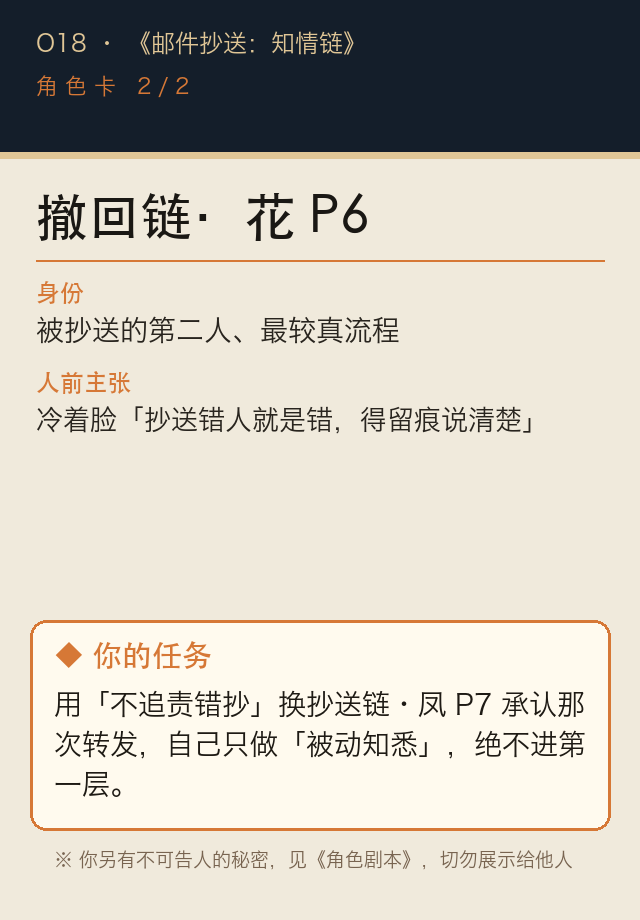 O18 · 《邮件抄送：知情链》
角色卡 2/2
撤回链·花 P6
身份
被抄送的第二人、最较真流程
人前主张
冷着脸「抄送错人就是错，得留痕说清楚」
◆ 你的任务
用「不追责错抄」换抄送链·凤 P7 承认那
次转发，自己只做「被动知悉」，绝不进第
一层。
※ 你另有不可告人的秘密，见《角色剧本》，切勿展示给他人